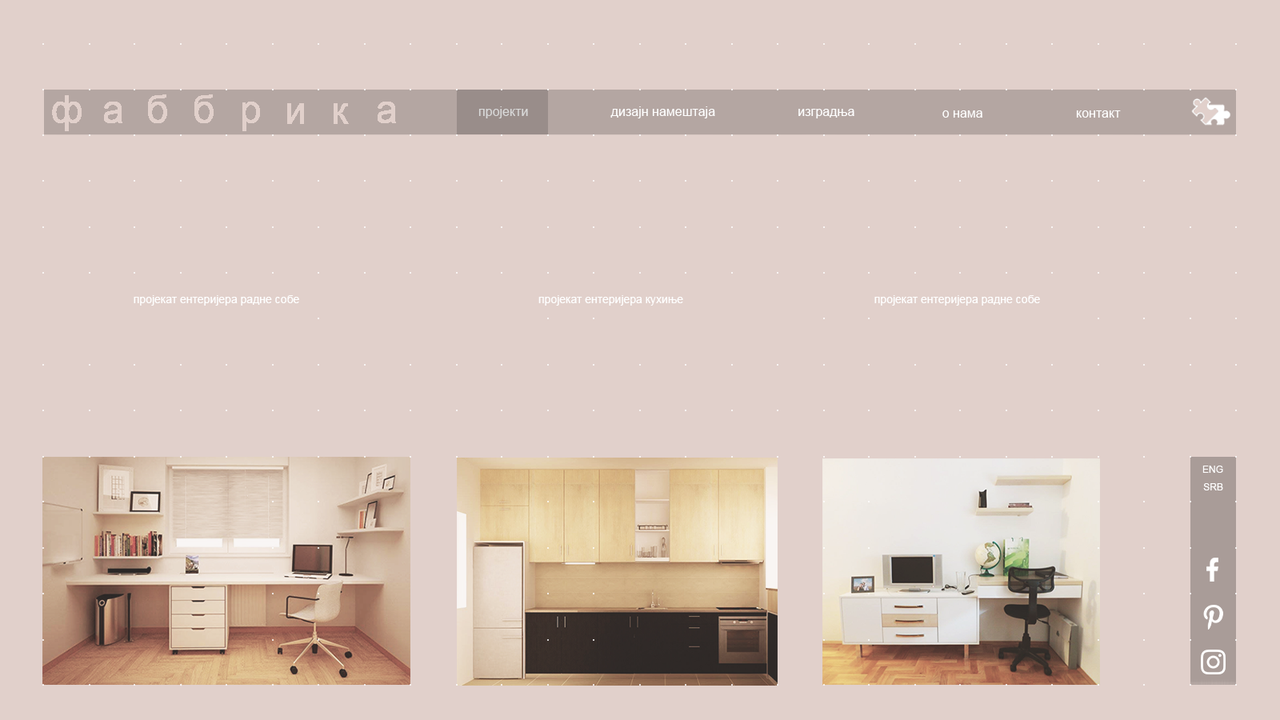 фаббрика
пројекти
дизајн намештаја
изградња
о нама
контакт
пројекат ентеријера радне собе
пројекат ентеријера кухиње
пројекат ентеријера радне собе
ENG
SRB